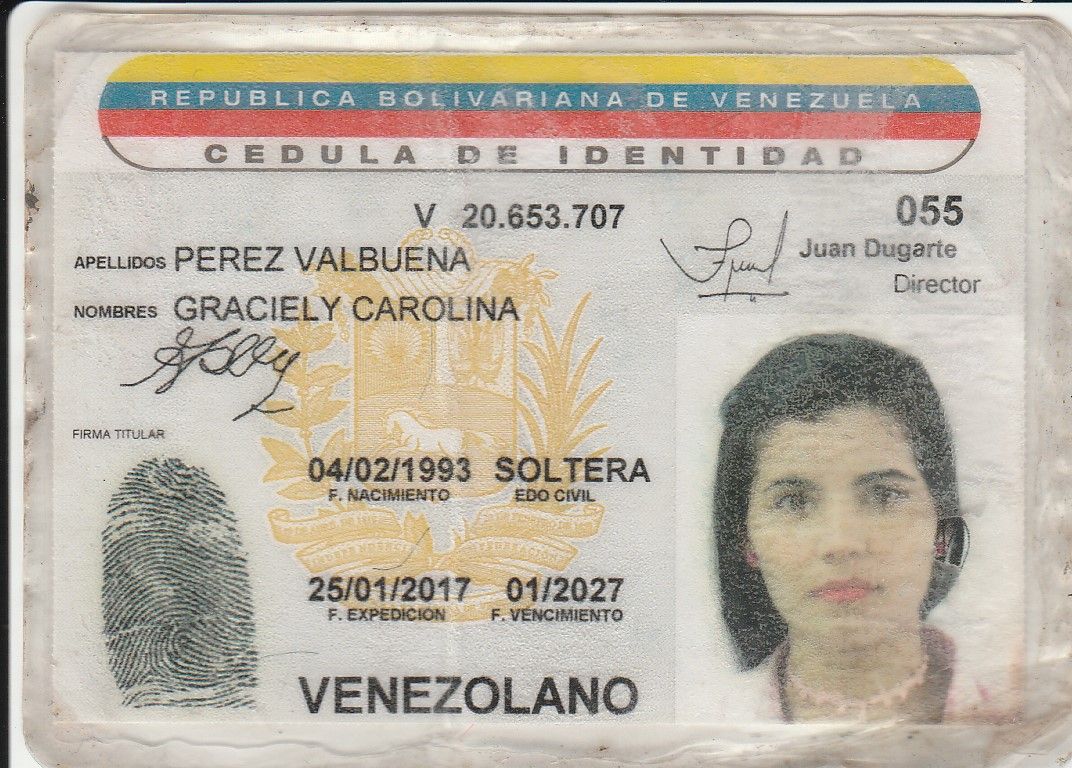 REPUBLICA BOLIVARIANA DE VENEZUELA
CEDULA DE IDENTIDAD
V 20.653.707
055
Juan Dugarte
Director
APELLIDOS PEREZ VALBUENA
NOMBRES GRACIELY CAROLINA
FIRMA TITULAR
04/02/1993 SOLTERA
F. NACIMIENTO EDO CIVIL
25/01/2017 01/2027
F. EXPEDICION F. VENCIMIENTO
VENEZOLANO